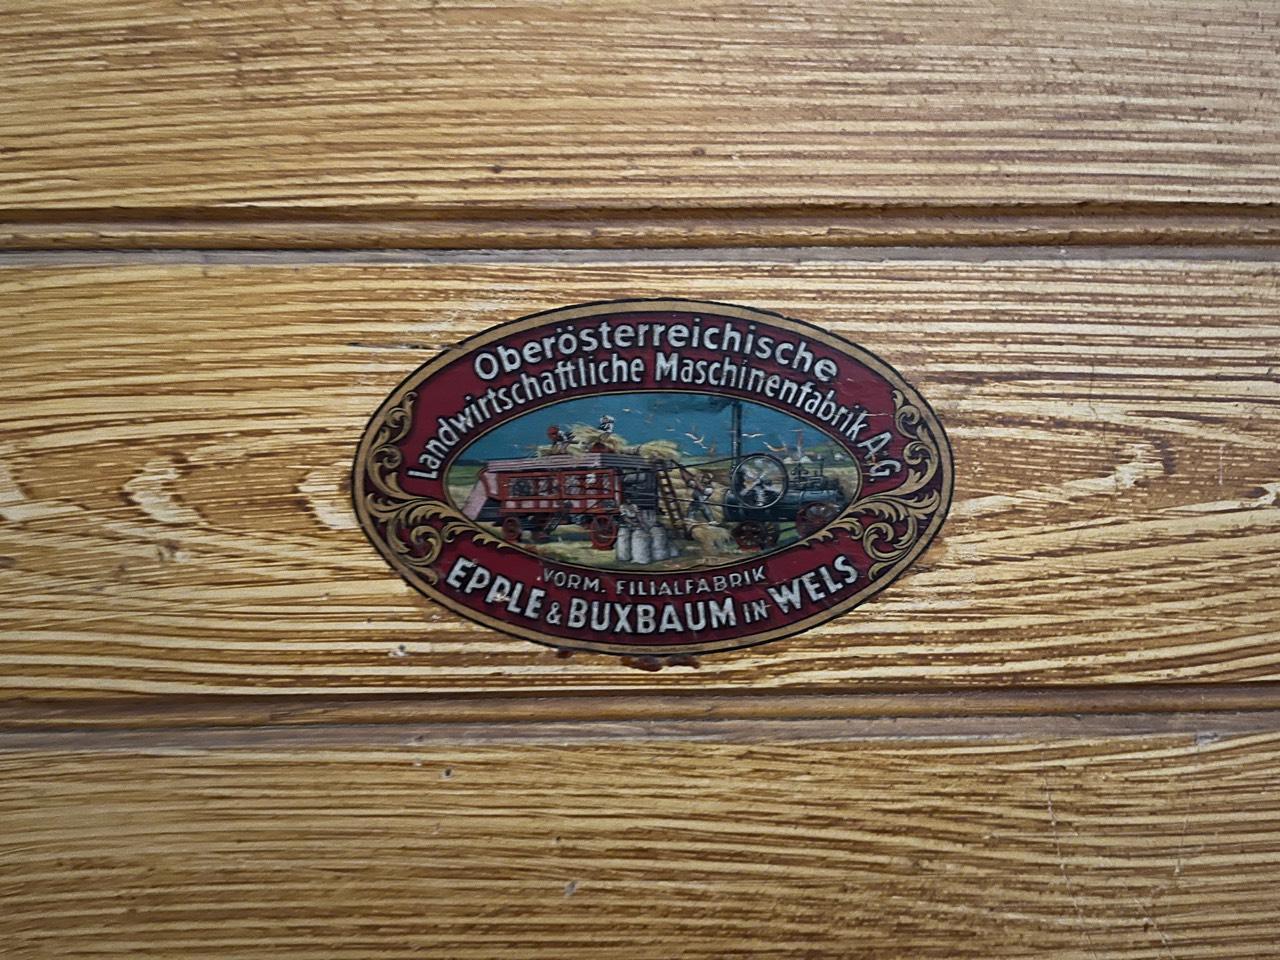 Oberösterreichische
Landwirtschaftliche Maschinenfabrik A.G.
VORM. FILIALFABRIK
EPPLE & BUXBAUM IN WELS